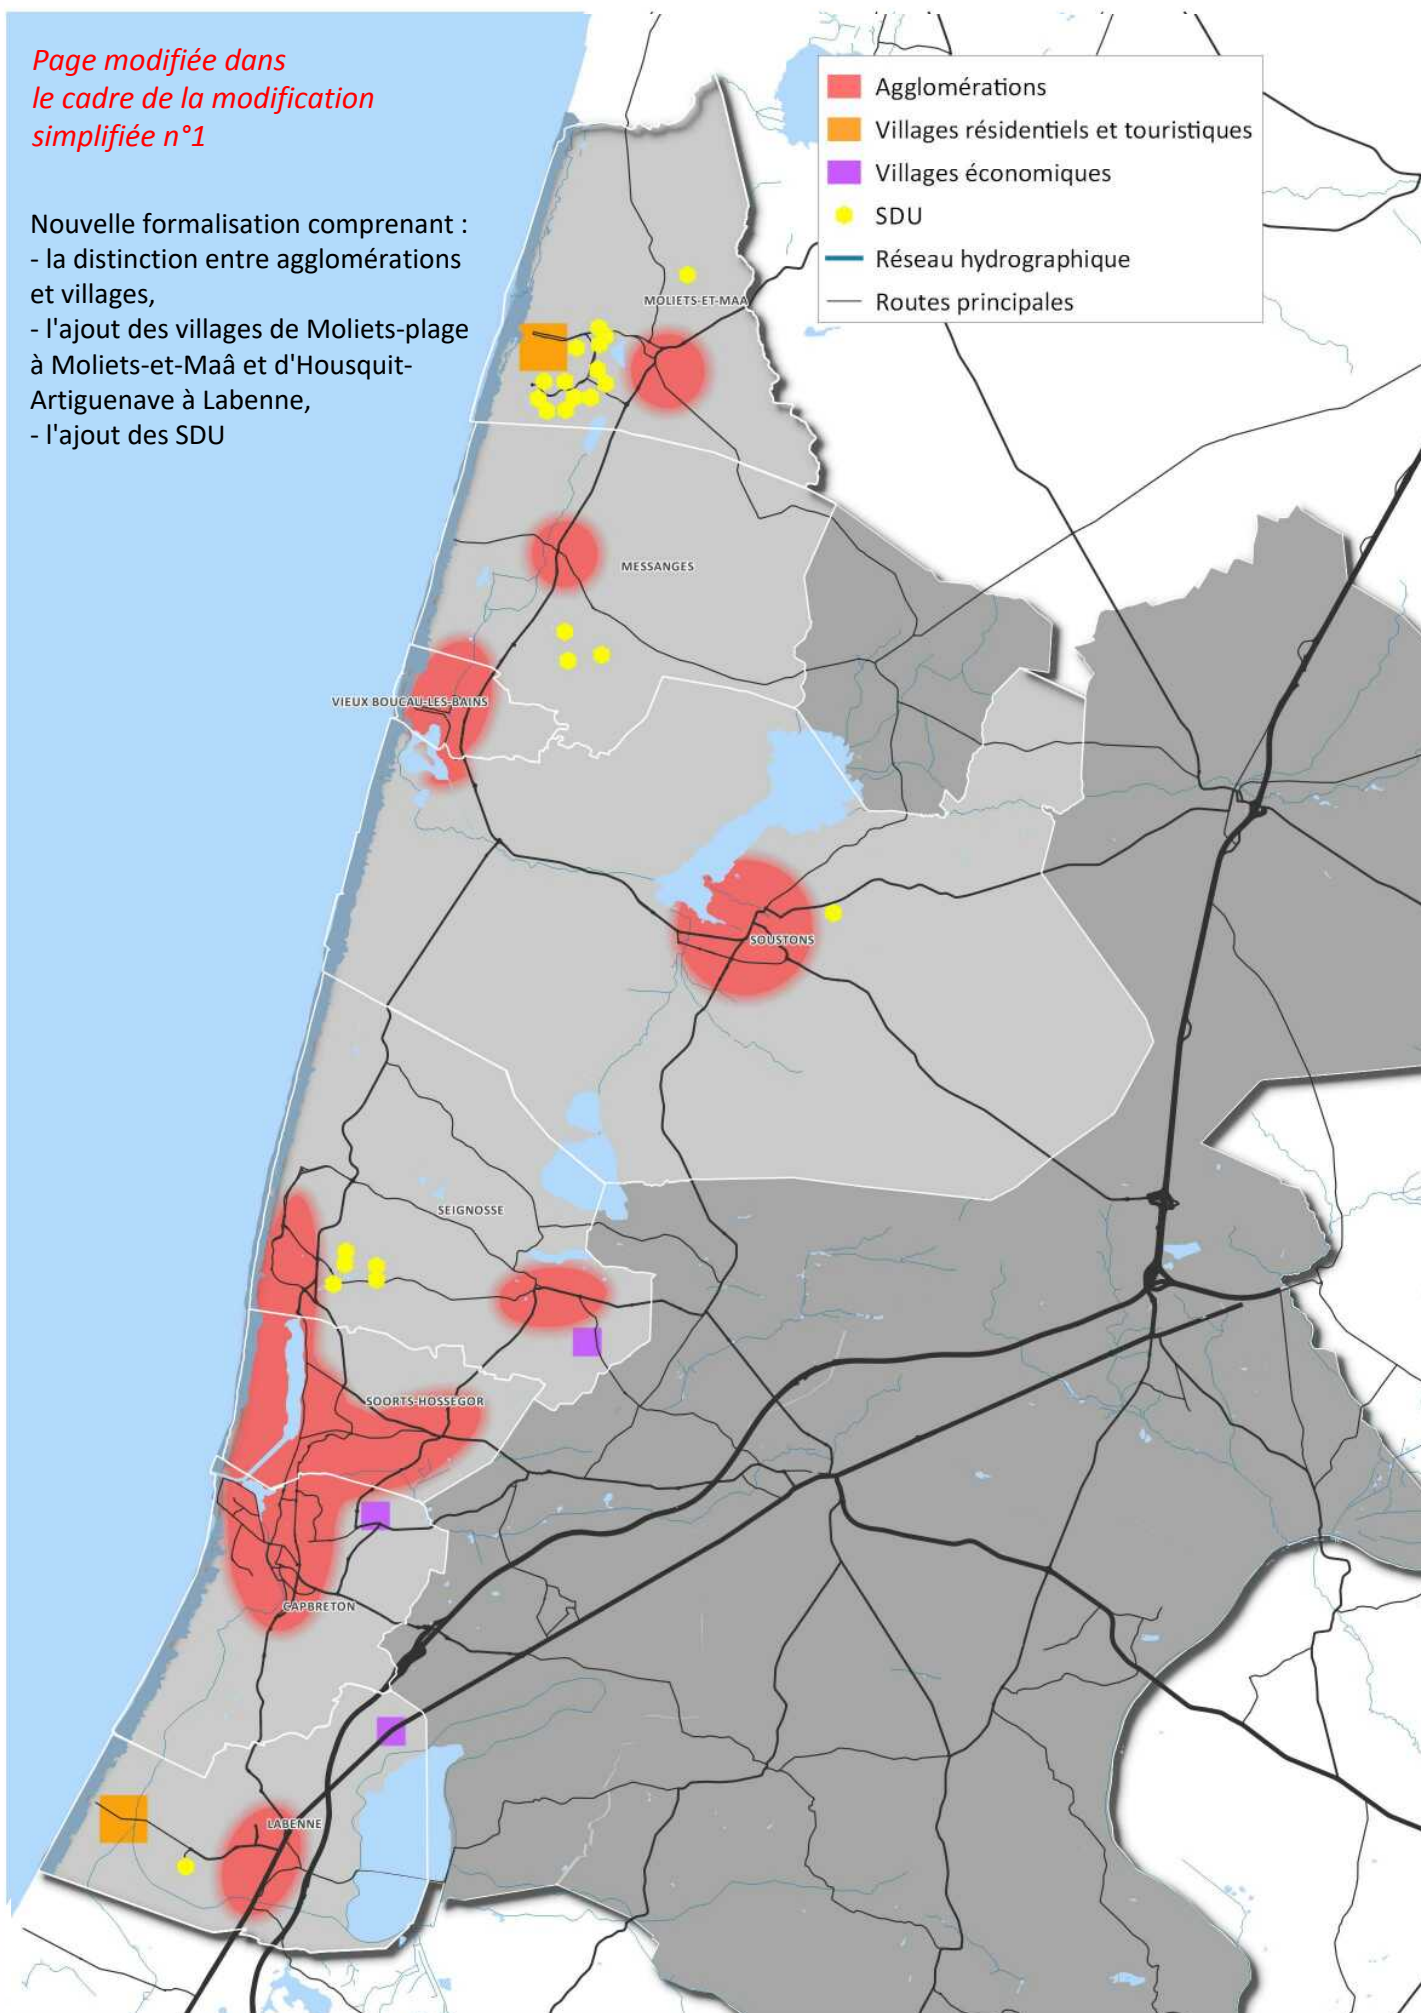 Page modifiée dans
le cadre de la modification
simplifiée n°1
Nouvelle formalisation comprenant :
- la distinction entre agglomérations
et villages,
- l'ajout des villages de Moliets-plage
à Moliets-et-Maâ et d'Housquit-
Artiguenave à Labenne,
- l'ajout des SDU
Agglomérations
Villages résidentiels et touristiques
Villages économiques
SDU
Réseau hydrographique
Routes principales
MOLIETS-ET-MAA
MESSANGES
VIEUX BOUCAU-LES-BAINS
SOUSTONS
SEIGNOSSE
SOORTS-HOSSEGOR
CAPBRETON
LABENNE